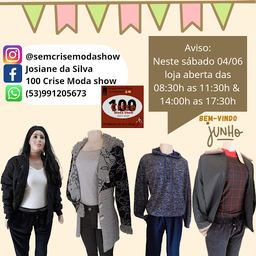 @semcrisemodashow
Josiane da Silva
100 Crise Moda show
(53)991205673
Aviso:
Neste sábado 04/06
loja aberta das
08:30h as 11:30h &
14:00h as 17:30h
100
BEM-VINDO
JUNHO